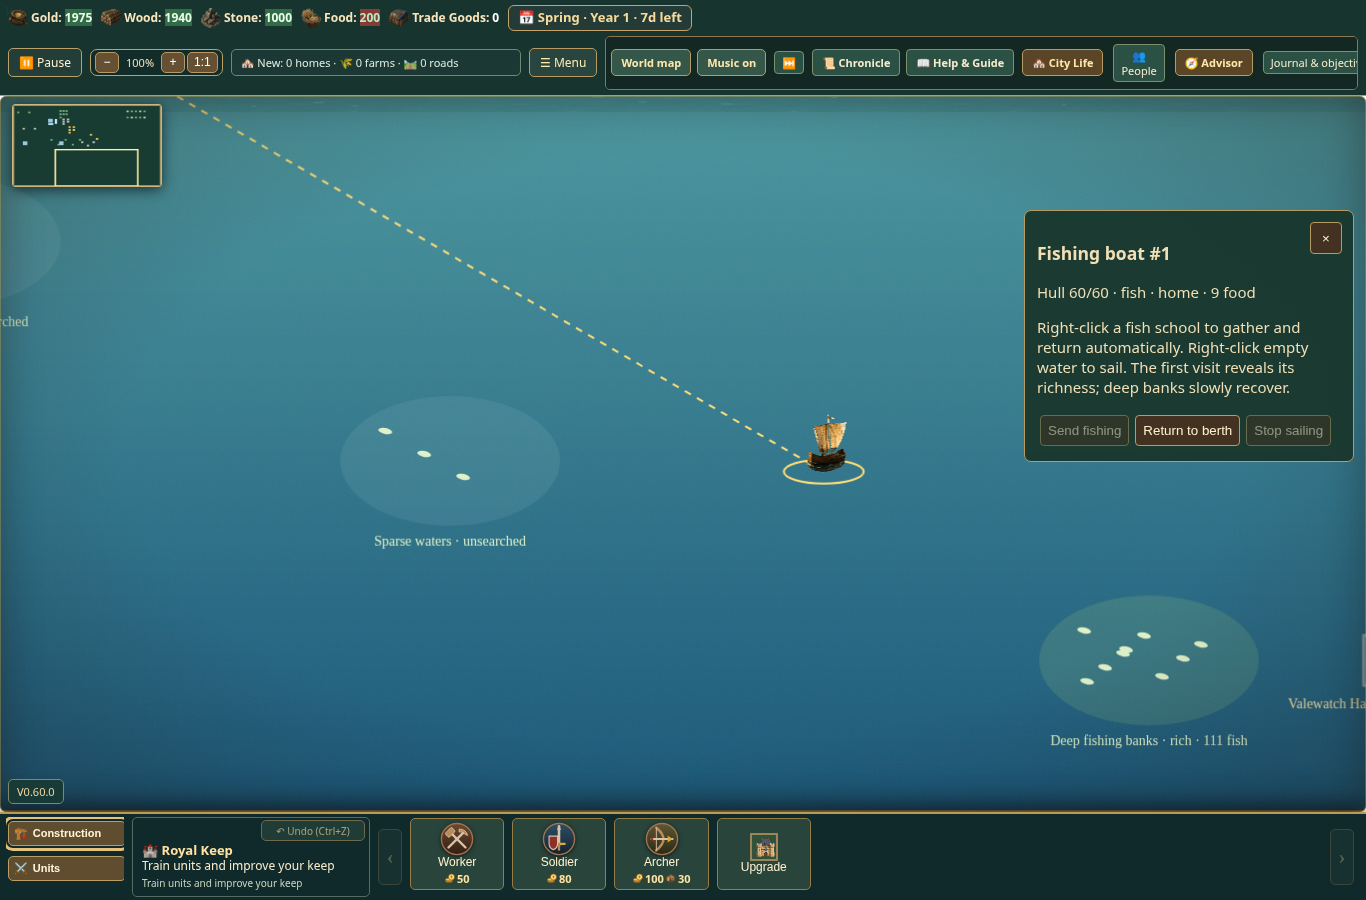 Gold: 1975 Wood: 1940 Stone: 1000 Food: 200 Trade Goods: 0 Spring · Year 1 · 7d left
Pause − 100% + 1:1 New: 0 homes · 0 farms · 0 roads ☰ Menu World map Music on Chronicle Help & Guide City Life People Advisor Journal & objecti
Fishing boat #1
×
Hull 60/60 · fish · home · 9 food
Right-click a fish school to gather and
return automatically. Right-click empty
water to sail. The first visit reveals its
richness; deep banks slowly recover.
Send fishing Return to berth Stop sailing
rched
Sparse waters · unsearched
Valewatch Ha
Deep fishing banks · rich · 111 fish
V0.60.0
Construction
Units
↶ Undo (Ctrl+Z)
Royal Keep
Train units and improve your keep
Train units and improve your keep
‹
Worker
50
Soldier
80
Archer
100 30
Upgrade
›